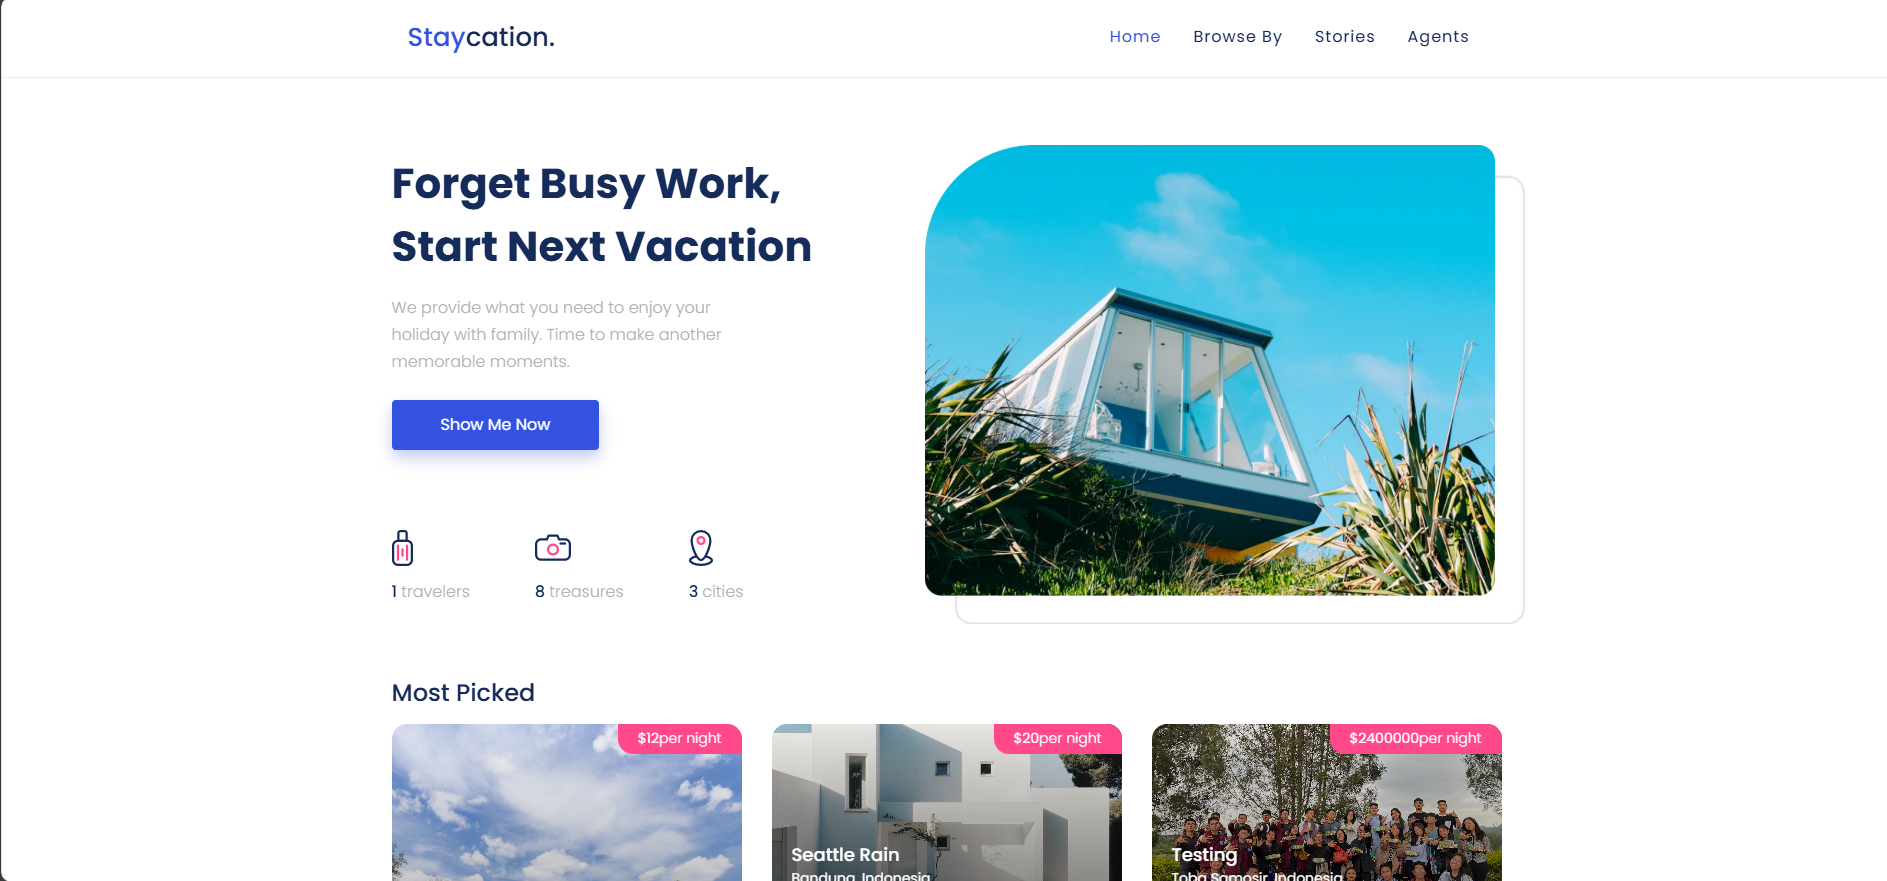 Staycation.
Home
Browse By
Stories
Agents
Forget Busy Work,
Start Next Vacation
We provide what you need to enjoy your
holiday with family. Time to make another
memorable moments.
Show Me Now
1 travelers
8 treasures
3 cities
Most Picked
$12per night
$20per night
Seattle Rain
Bandung, Indonesia
$2400000per night
Testing
Toba Samosir, Indonesia